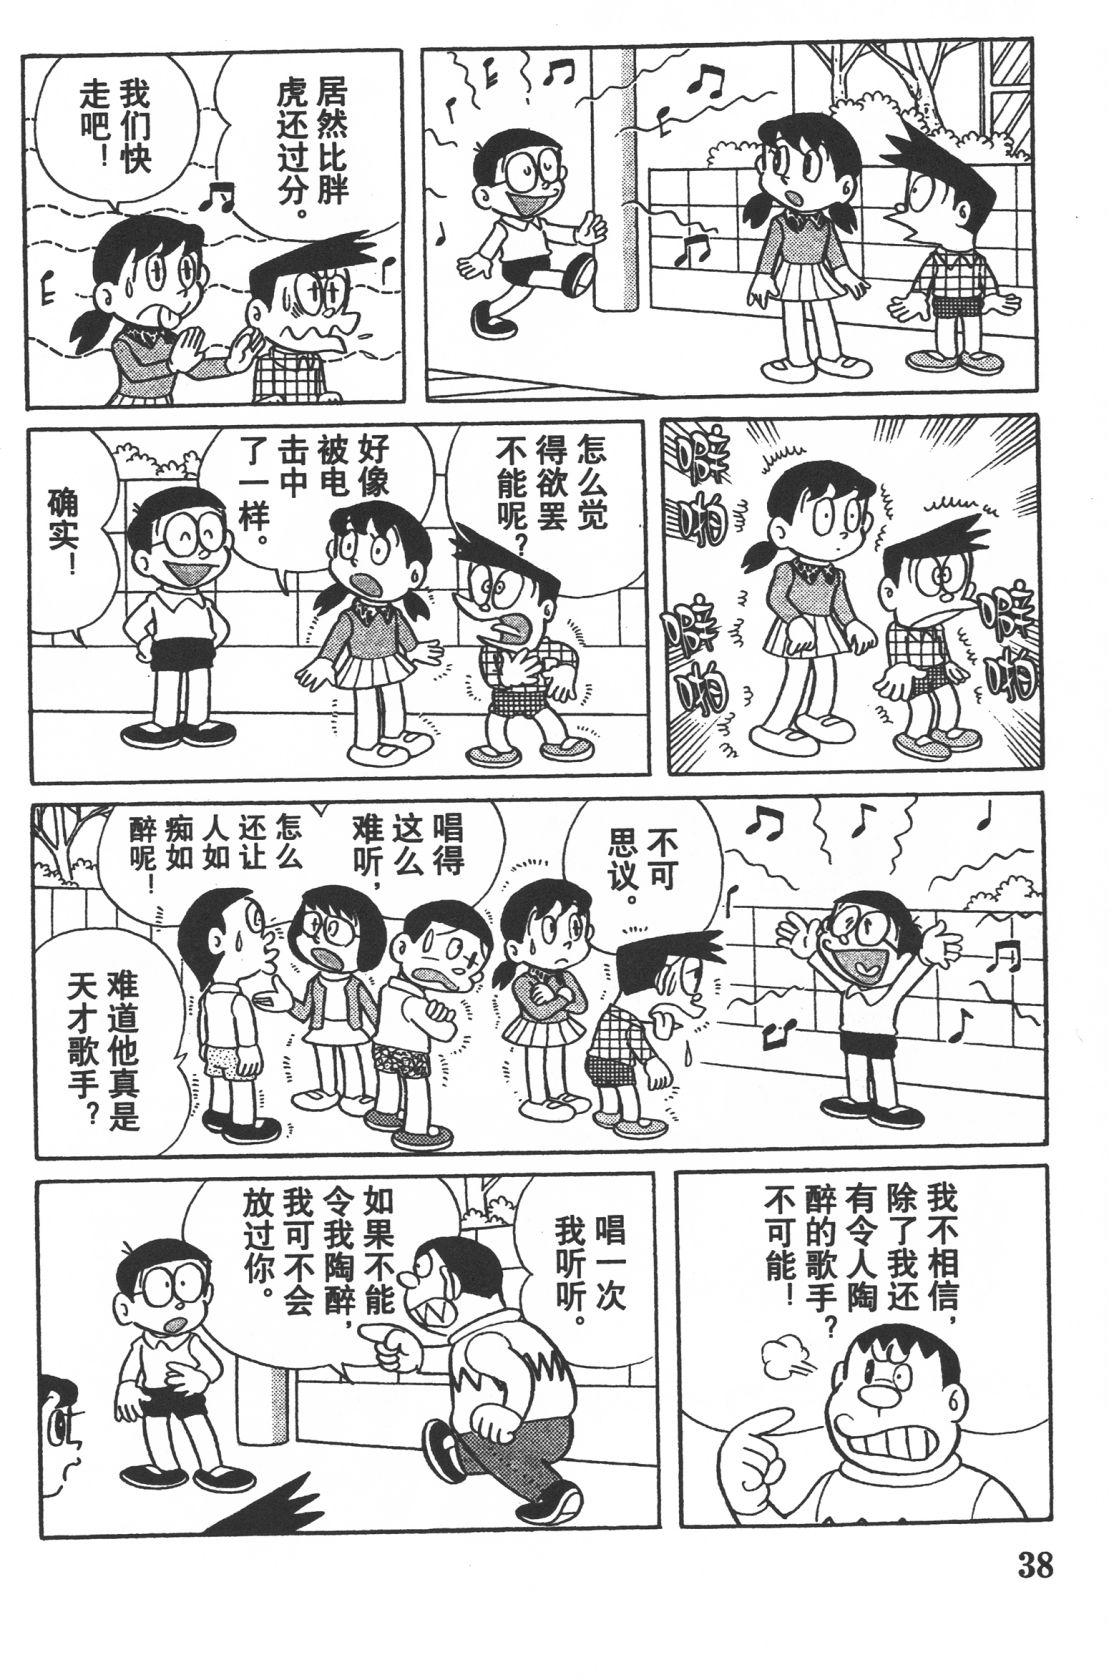 居然比胖
虎还过分。
我们快
走吧！
噼啪
噼啪
噼啪
怎么觉
得欲罢
不能呢？
好像
被电
击中
了一样。
确实！
不可
思议。
唱得
这么
难听，
怎么
还让
人如
痴如
醉呢！
难道他真是
天才歌手？
我不相信，
除了我还
有令人陶
醉的歌手？
不可能！
唱一次
我听听。
如果不能
令我陶醉，
我可不会
放过你。
38